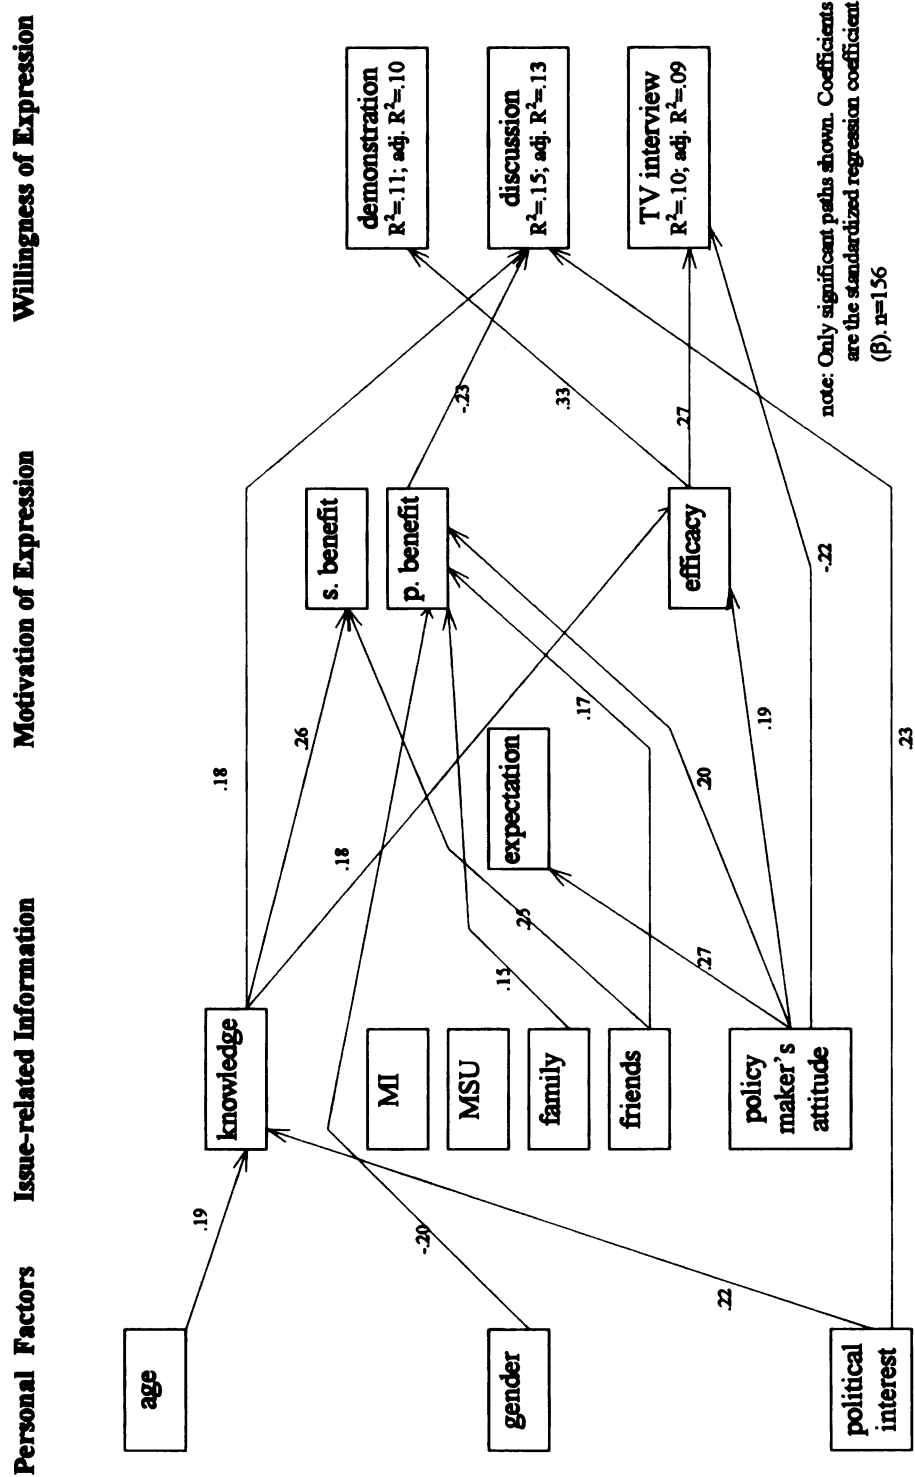 Personal Factors
Issue-related Information
Motivation of Expression
Willingness of Expression
age
.19
knowledge
.18
.26
.18
s. benefit
p. benefit
demonstration
R²=.11; adj. R²=.10
discussion
R²=.15; adj. R²=.13
TV interview
R²=.10; adj. R²=.09
gender
-.20
MI
MSU
family
friends
.15
.25
expectation
.17
-.23
.33
.27
efficacy
policy
maker's
attitude
.27
.20
.19
-.22
political
interest
.22
.23
note: Only significant paths shown. Coefficients
are the standardized regression coefficient
(β). n=156